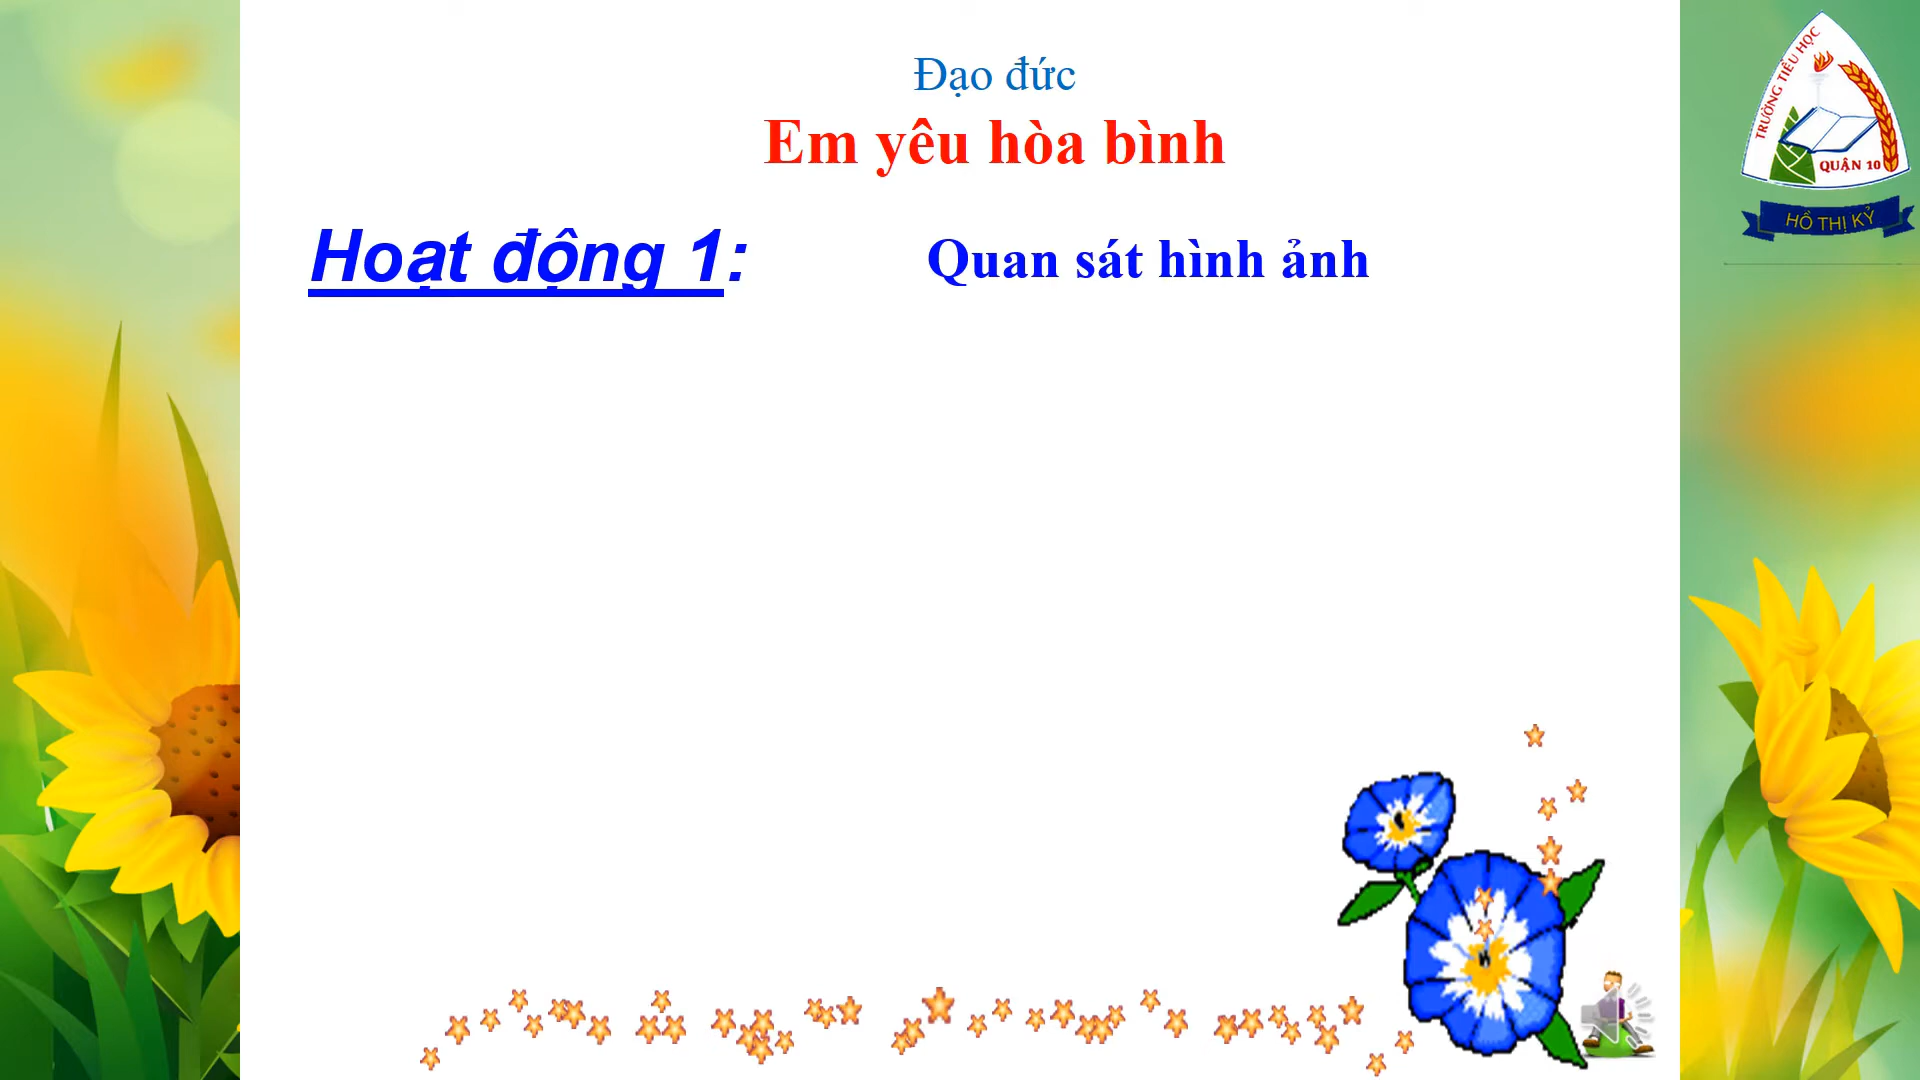 Đạo đức
Em yêu hòa bình
Hoạt động 1:
Quan sát hình ảnh
TRƯỜNG TIỂU HỌC
QUẬN 10
HỒ THỊ KỶ